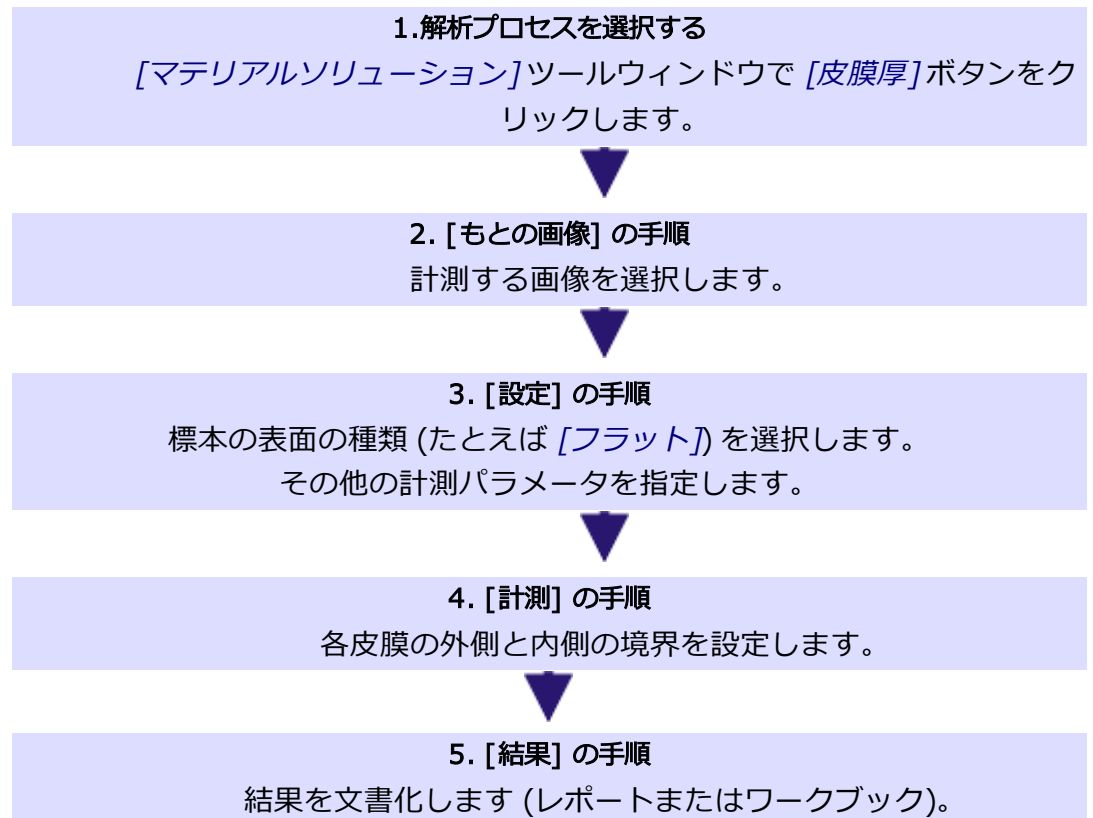 1.解析プロセスを選択する
[マテリアルソリューション] ツールウィンドウで [皮膜厚] ボタンをク
リックします。
2. [もとの画像] の手順
計測する画像を選択します。
3. [設定] の手順
標本の表面の種類 (たとえば [フラット]) を選択します。
その他の計測パラメータを指定します。
4. [計測] の手順
各皮膜の外側と内側の境界を設定します。
5. [結果] の手順
結果を文書化します (レポートまたはワークブック)。